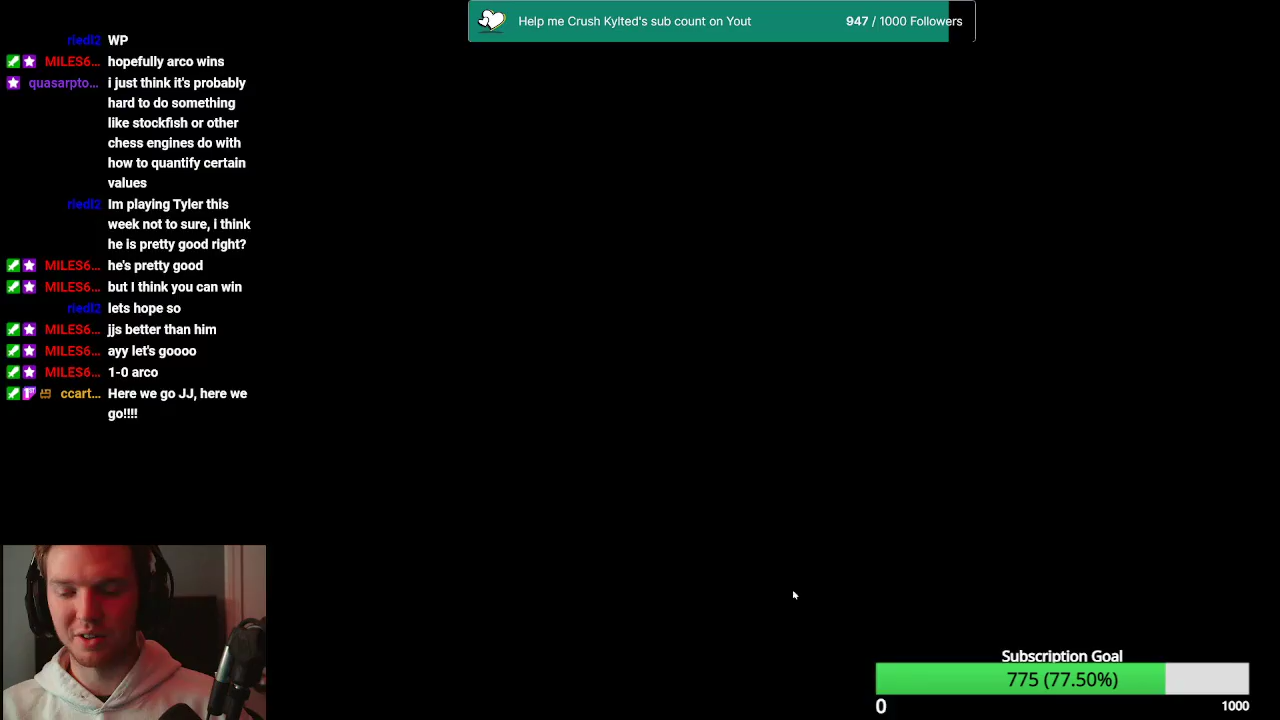 Help me Crush Kylted's sub count on Yout 947 / 1000 Followers
riedl2 WP
MILES6... hopefully arco wins
quasarpto... i just think it's probably
hard to do something
like stockfish or other
chess engines do with
how to quantify certain
values
riedl2 Im playing Tyler this
week not to sure, i think
he is pretty good right?
MILES6... he's pretty good
MILES6... but I think you can win
riedl2 lets hope so
MILES6... jjs better than him
MILES6... ayy let's goooo
MILES6... 1-0 arco
ccart... Here we go JJ, here we
go!!!!
Subscription Goal
775 (77.50%)
0 1000